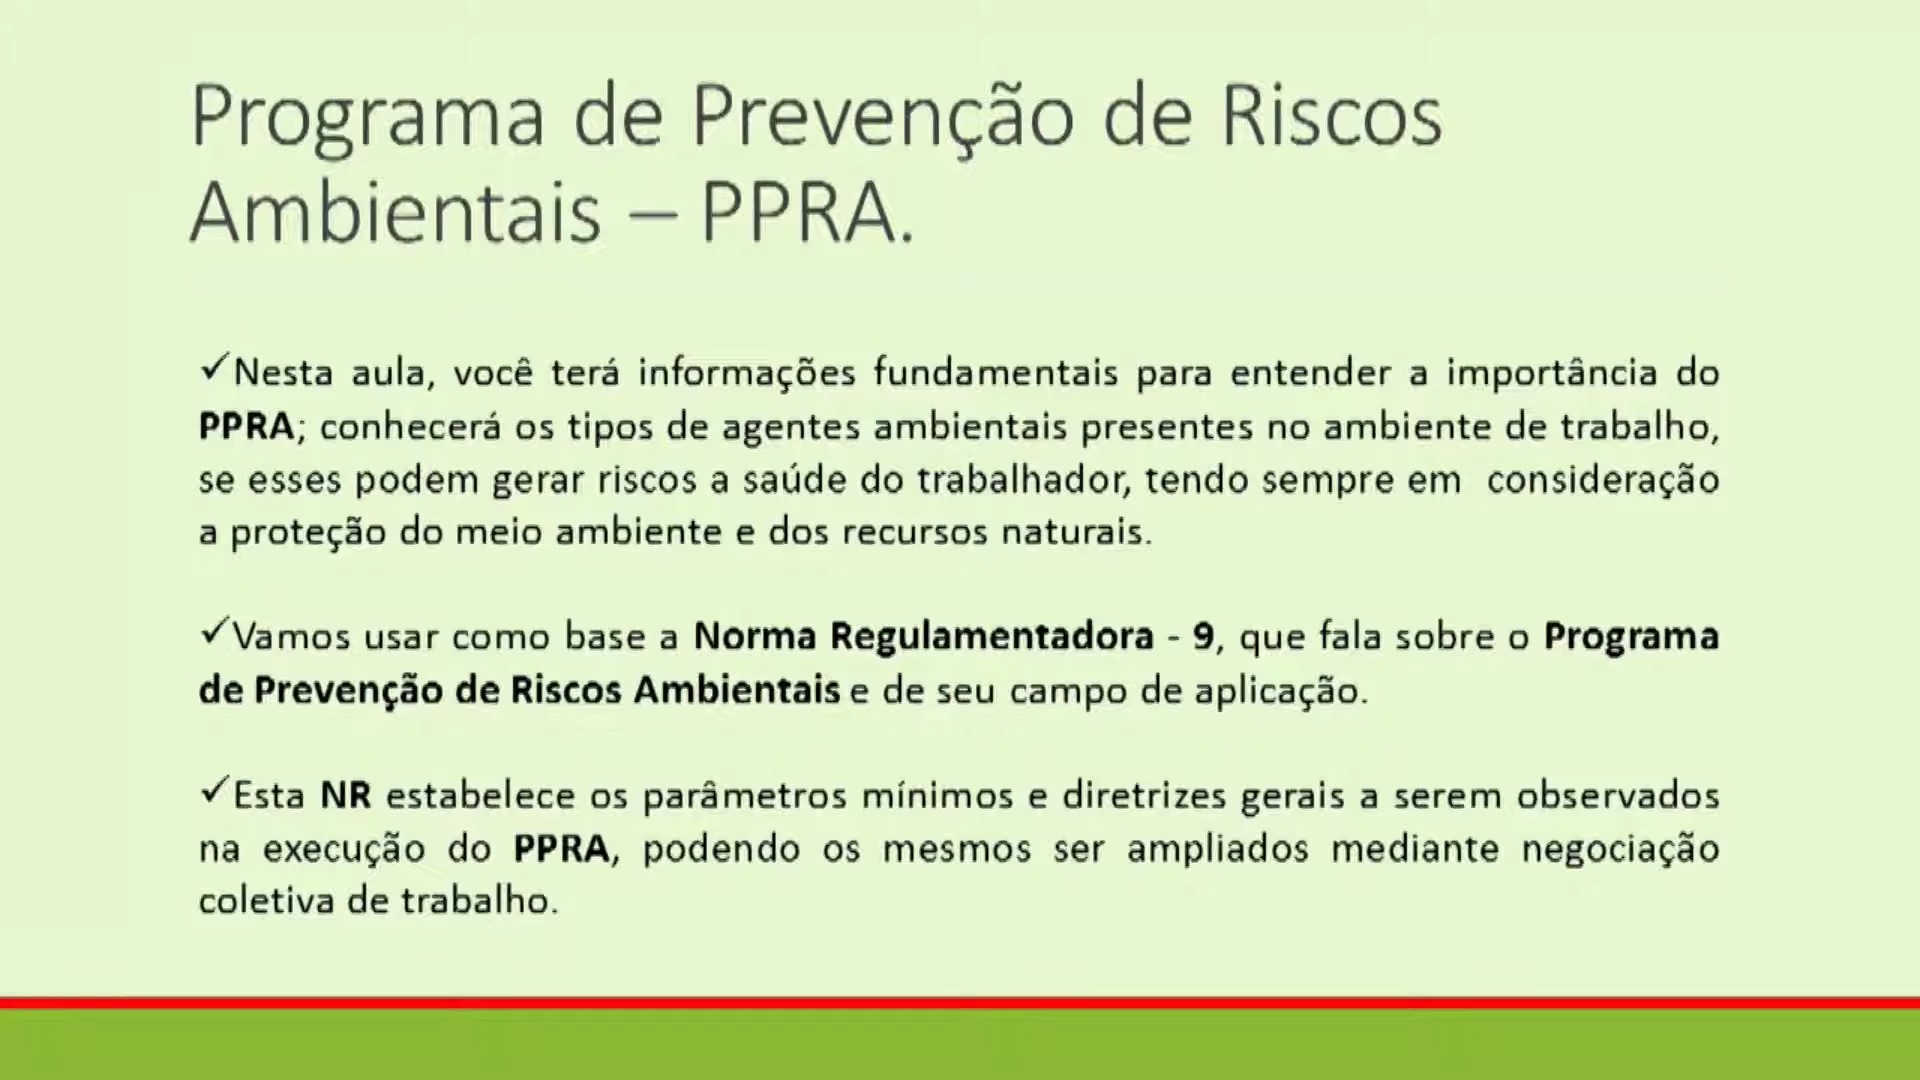 Programa de Prevenção de Riscos
Ambientais – PPRA.
✓Nesta aula, você terá informações fundamentais para entender a importância do
PPRA; conhecerá os tipos de agentes ambientais presentes no ambiente de trabalho,
se esses podem gerar riscos a saúde do trabalhador, tendo sempre em consideração
a proteção do meio ambiente e dos recursos naturais.
✓Vamos usar como base a Norma Regulamentadora - 9, que fala sobre o Programa
de Prevenção de Riscos Ambientais e de seu campo de aplicação.
✓Esta NR estabelece os parâmetros mínimos e diretrizes gerais a serem observados
na execução do PPRA, podendo os mesmos ser ampliados mediante negociação
coletiva de trabalho.